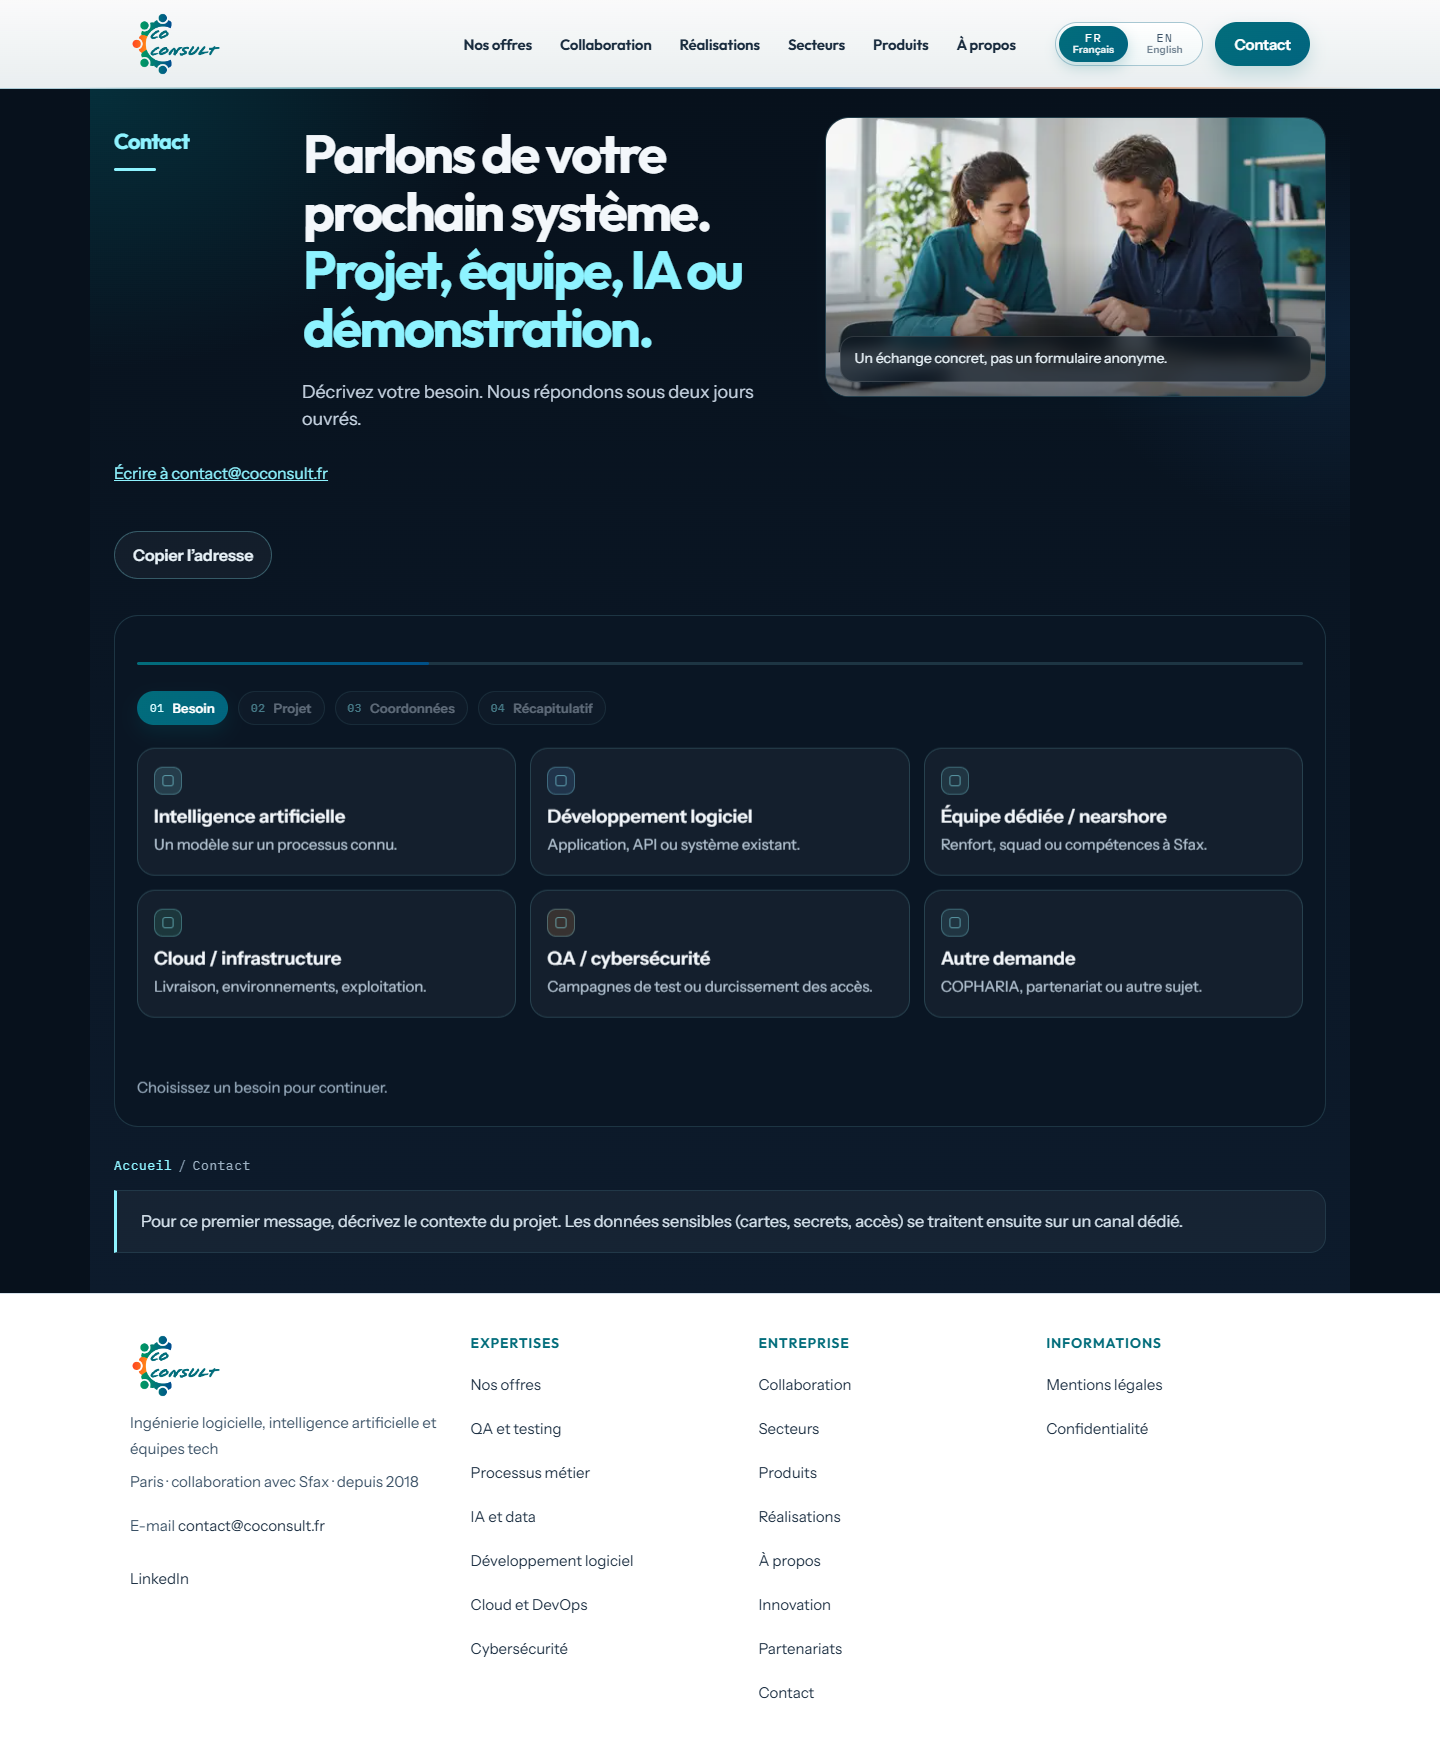 CO
CONSULT
Nos offres
Collaboration
Réalisations
Secteurs
Produits
À propos
FR
Français
EN
English
Contact
Contact
Parlons de votre
prochain système.
Projet, équipe, IA ou
démonstration.
Décrivez votre besoin. Nous répondons sous deux jours
ouvrés.
Un échange concret, pas un formulaire anonyme.
Écrire à contact@coconsult.fr
Copier l'adresse
01 Besoin
02 Projet
03 Coordonnées
04 Récapitulatif
Intelligence artificielle
Un modèle sur un processus connu.
Développement logiciel
Application, API ou système existant.
Équipe dédiée / nearshore
Renfort, squad ou compétences à Sfax.
Cloud / infrastructure
Livraison, environnements, exploitation.
QA / cybersécurité
Campagnes de test ou durcissement des accès.
Autre demande
COPHARIA, partenariat ou autre sujet.
Choisissez un besoin pour continuer.
Accueil / Contact
Pour ce premier message, décrivez le contexte du projet. Les données sensibles (cartes, secrets, accès) se traitent ensuite sur un canal dédié.
CO
CONSULT
Ingénierie logicielle, intelligence artificielle et
équipes tech
Paris · collaboration avec Sfax · depuis 2018
E-mail contact@coconsult.fr
LinkedIn
EXPERTISES
Nos offres
QA et testing
Processus métier
IA et data
Développement logiciel
Cloud et DevOps
Cybersécurité
ENTREPRISE
Collaboration
Secteurs
Produits
Réalisations
À propos
Innovation
Partenariats
Contact
INFORMATIONS
Mentions légales
Confidentialité